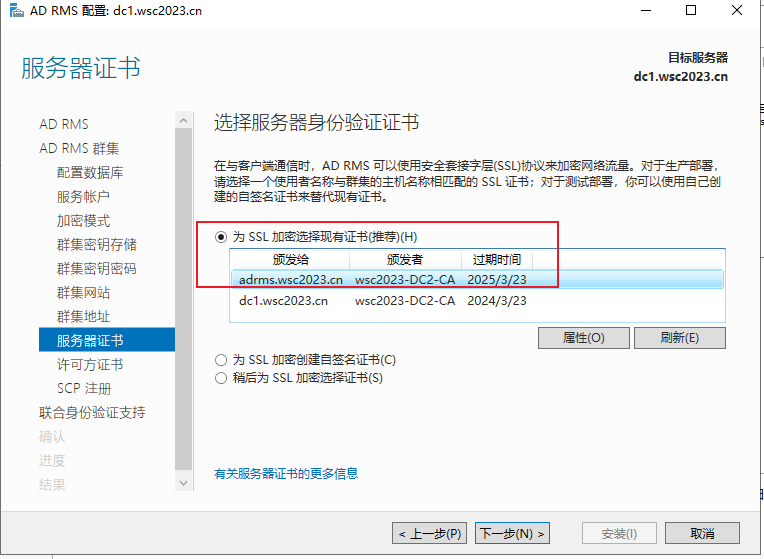 AD RMS 配置: dc1.wsc2023.cn
服务器证书
目标服务器
dc1.wsc2023.cn
AD RMS
AD RMS 群集
配置数据库
服务帐户
加密模式
群集密钥存储
群集密钥密码
群集网站
群集地址
服务器证书
许可方证书
SCP 注册
联合身份验证支持
确认
进度
结果
选择服务器身份验证证书
在与客户端通信时，AD RMS 可以使用安全套接字层(SSL)协议来加密网络流量。对于生产部署，
请选择一个使用者名称与群集的主机名称相匹配的 SSL 证书；对于测试部署，你可以使用自己创
建的自签名证书来替代现有证书。
为 SSL 加密选择现有证书(推荐)(H)
颁发给 颁发者 过期时间
adrms.wsc2023.cn wsc2023-DC2-CA 2025/3/23
dc1.wsc2023.cn wsc2023-DC2-CA 2024/3/23
属性(O) 刷新(E)
为 SSL 加密创建自签名证书(C)
稍后为 SSL 加密选择证书(S)
有关服务器证书的更多信息
< 上一步(P) 下一步(N) > 安装(I) 取消